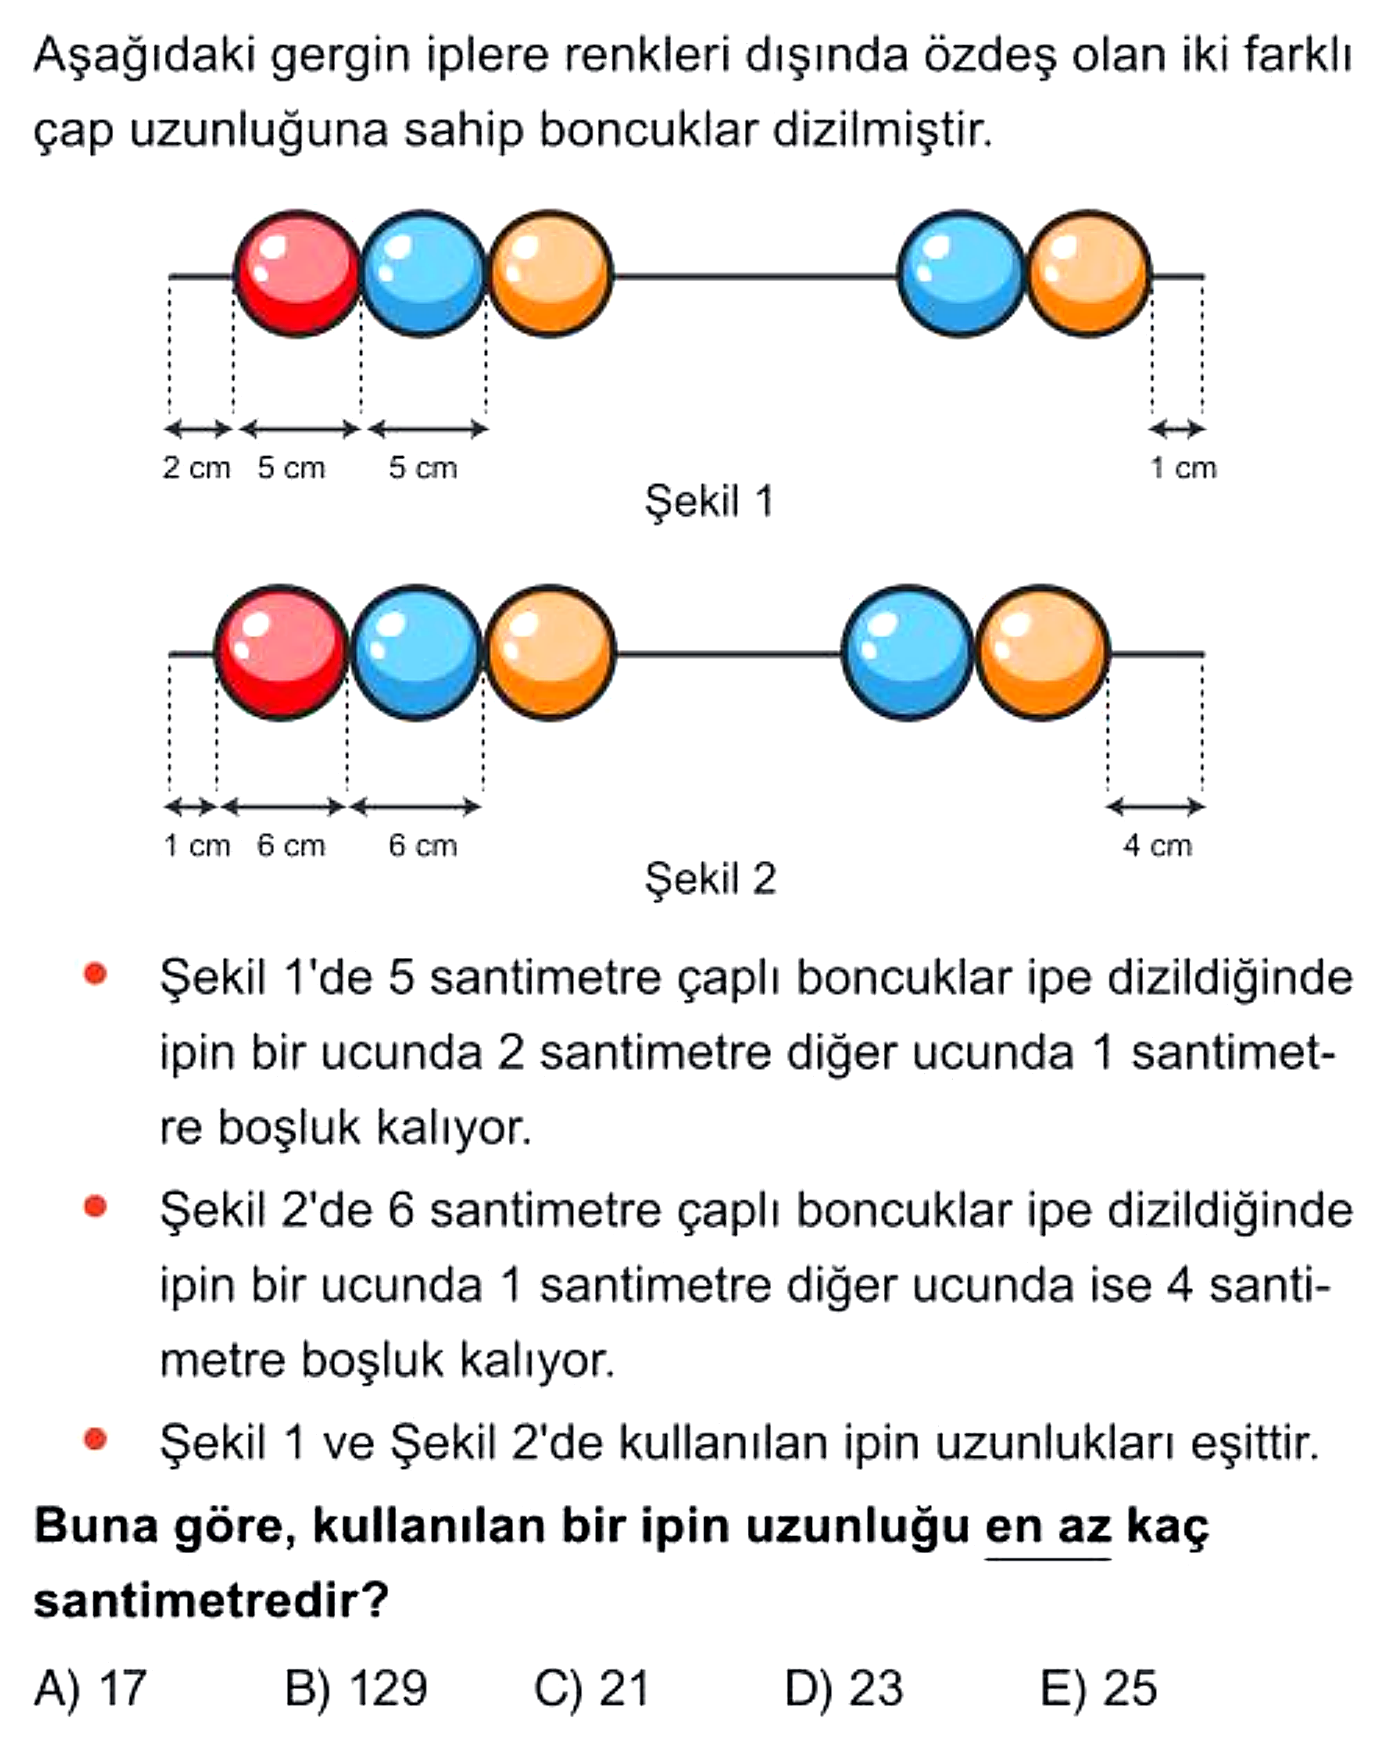 Aşağıdaki gergin iplere renkleri dışında özdeş olan iki farklı
çap uzunluğuna sahip boncuklar dizilmiştir.
2 cm 5 cm 5 cm 1 cm
Şekil 1
1 cm 6 cm 6 cm 4 cm
Şekil 2
• Şekil 1'de 5 santimetre çaplı boncuklar ipe dizildiğinde
ipin bir ucunda 2 santimetre diğer ucunda 1 santimet-
re boşluk kalıyor.
• Şekil 2'de 6 santimetre çaplı boncuklar ipe dizildiğinde
ipin bir ucunda 1 santimetre diğer ucunda ise 4 santi-
metre boşluk kalıyor.
• Şekil 1 ve Şekil 2'de kullanılan ipin uzunlukları eşittir.
Buna göre, kullanılan bir ipin uzunluğu en az kaç
santimetredir?
A) 17 B) 129 C) 21 D) 23 E) 25